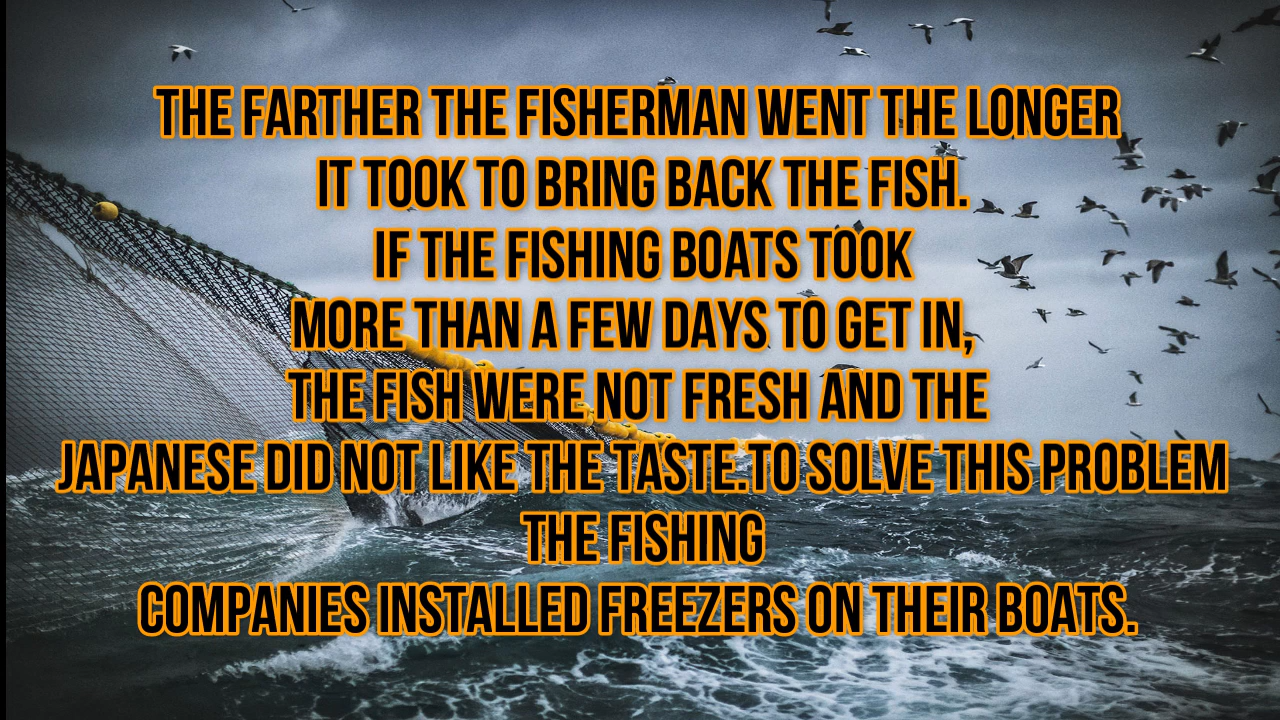 THE FARTHER THE FISHERMAN WENT THE LONGER
IT TOOK TO BRING BACK THE FISH.
IF THE FISHING BOATS TOOK
MORE THAN A FEW DAYS TO GET IN,
THE FISH WERE NOT FRESH AND THE
JAPANESE DID NOT LIKE THE TASTE.TO SOLVE THIS PROBLEM
THE FISHING
COMPANIES INSTALLED FREEZERS ON THEIR BOATS.